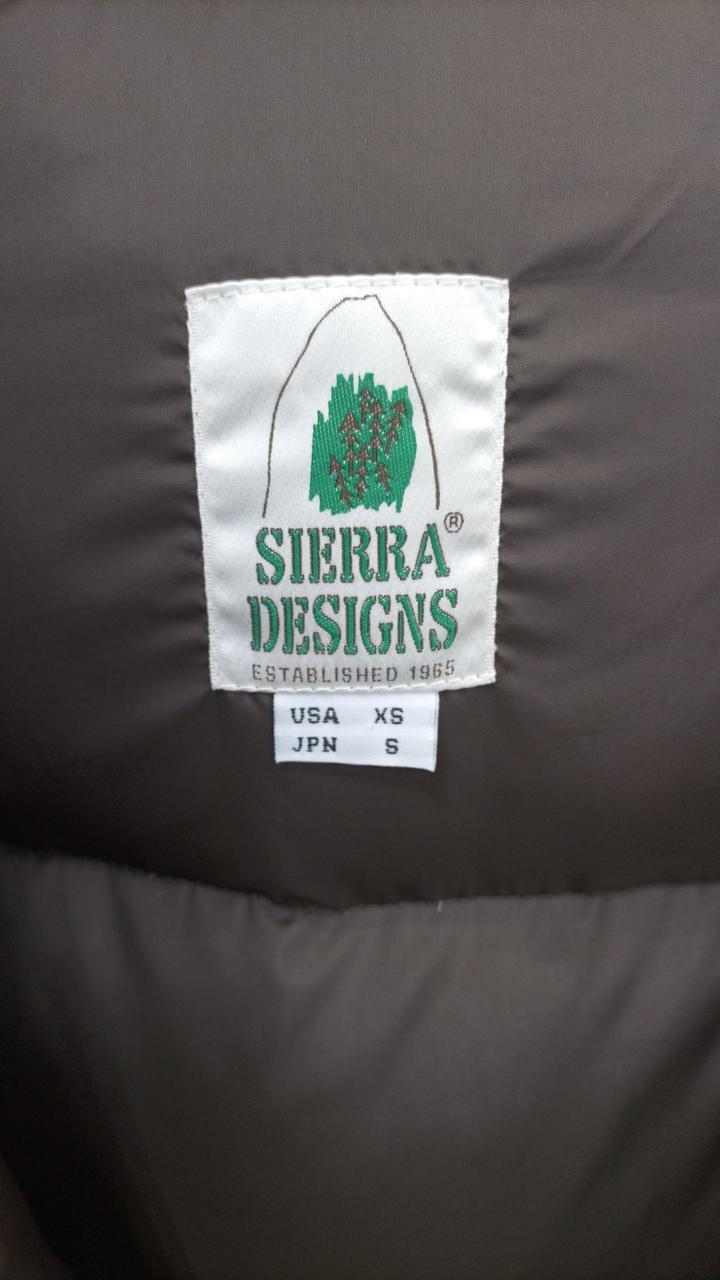 SIERRA®
DESIGNS
ESTABLISHED 1965
USA XS
JPN S